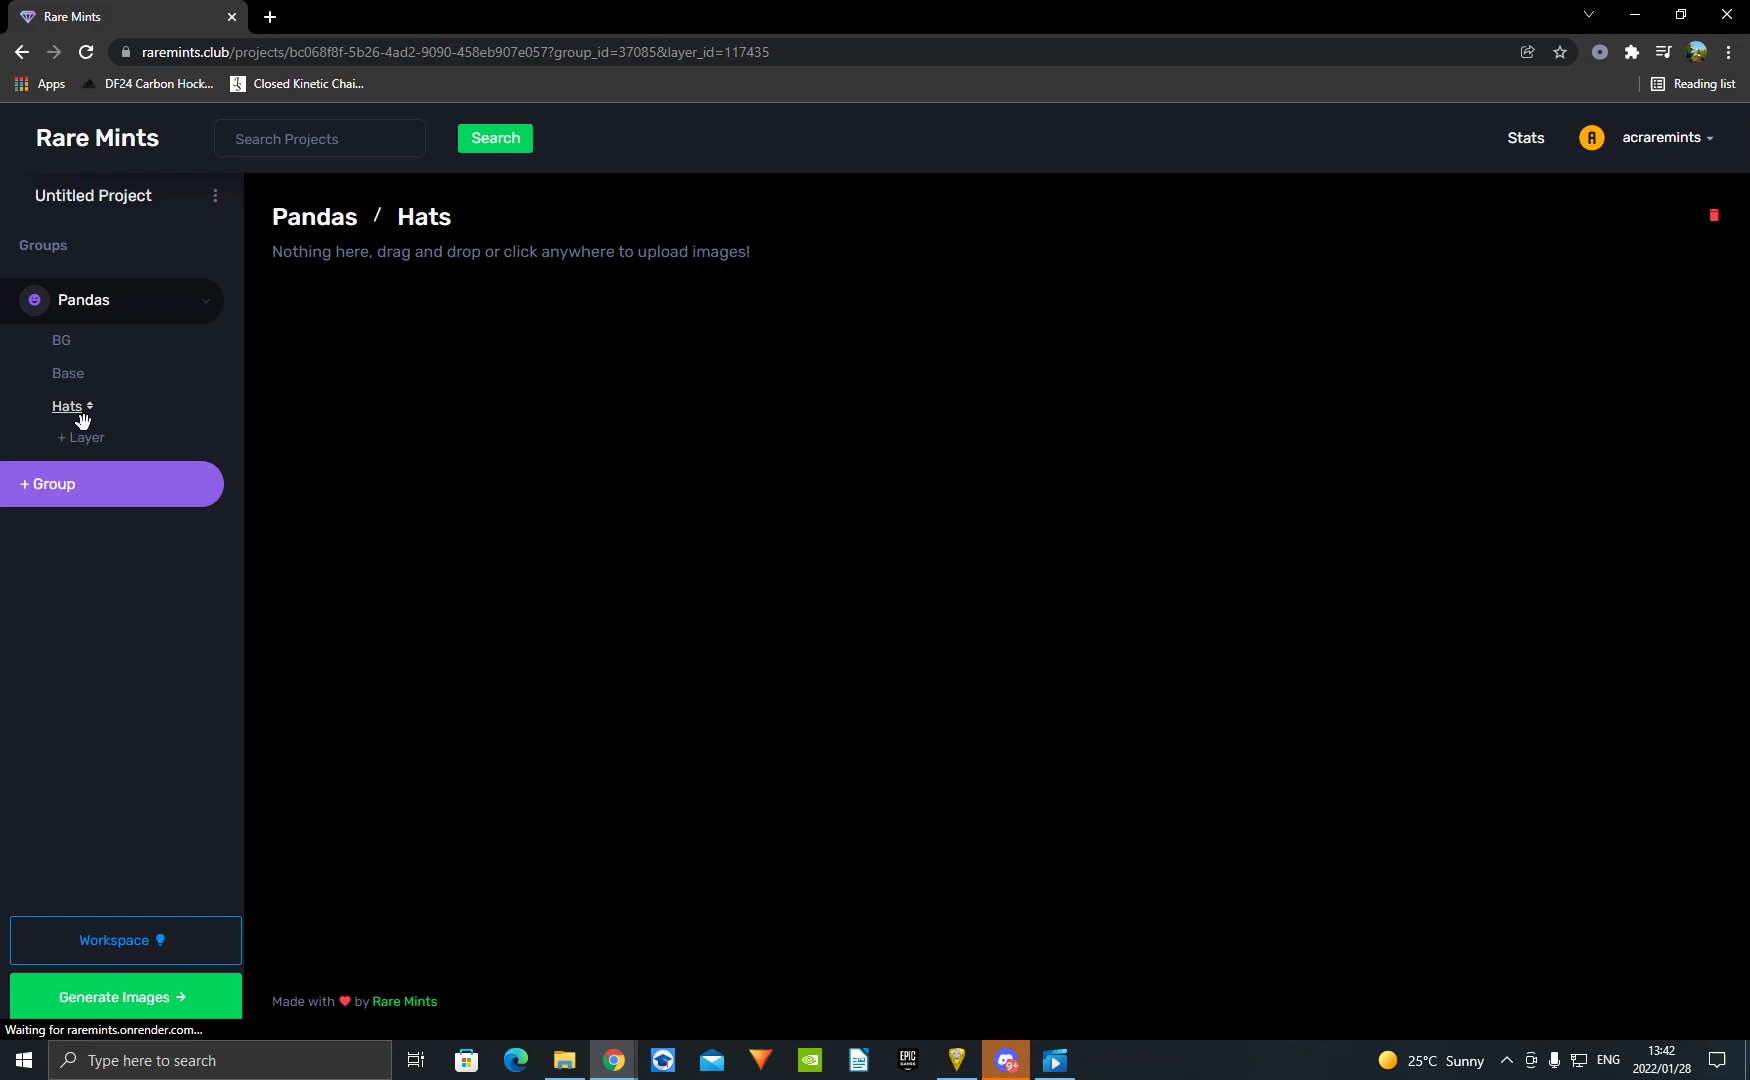 Rare Mints
raremints.club/projects/bc068f8f-5b26-4ad2-9090-458eb907e057?group_id=37085&layer_id=117435
Apps DF24 Carbon Hock... Closed Kinetic Chai... Reading list
Rare Mints Search Projects Search Stats A acraremints
Untitled Project
Groups
Pandas
BG
Base
Hats
+ Layer
+ Group
Pandas / Hats
Nothing here, drag and drop or click anywhere to upload images!
Workspace
Generate Images →
Made with ♥ by Rare Mints
Waiting for raremints.onrender.com...
Type here to search
EPIC GAMES
9+
25°C Sunny
ENG
13:42
2022/01/28